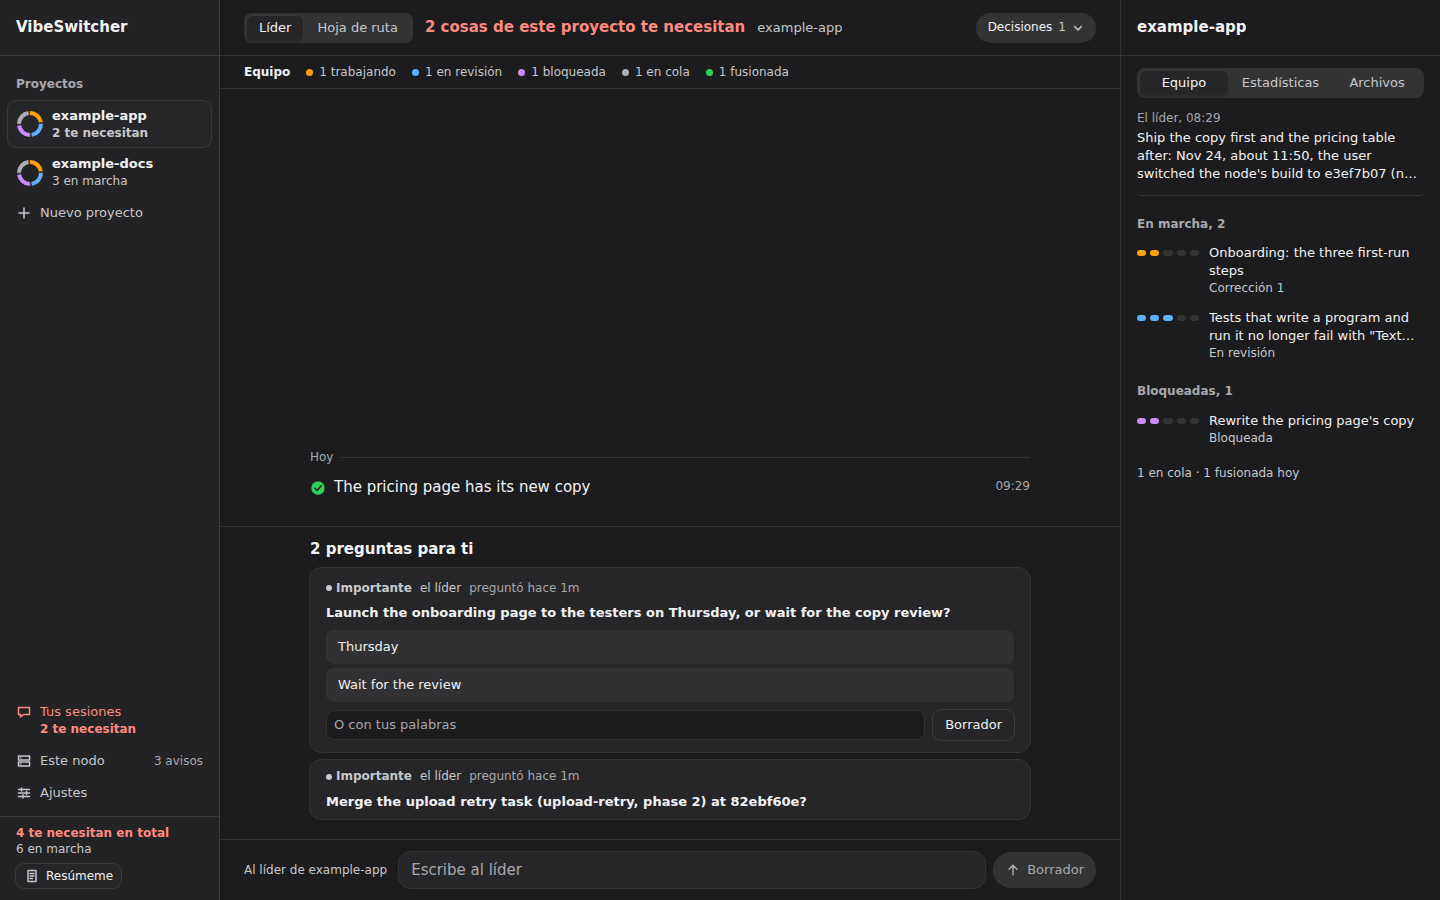 VibeSwitcher
Proyectos
example-app
2 te necesitan
example-docs
3 en marcha
Nuevo proyecto
Tus sesiones
2 te necesitan
Este nodo 3 avisos
Ajustes
4 te necesitan en total
6 en marcha
Resúmeme
Líder Hoja de ruta 2 cosas de este proyecto te necesitan example-app Decisiones 1
Equipo 1 trabajando 1 en revisión 1 bloqueada 1 en cola 1 fusionada
Hoy
The pricing page has its new copy 09:29
2 preguntas para ti
Importante el líder preguntó hace 1m
Launch the onboarding page to the testers on Thursday, or wait for the copy review?
Thursday
Wait for the review
O con tus palabras Borrador
Importante el líder preguntó hace 1m
Merge the upload retry task (upload-retry, phase 2) at 82ebf60e?
Al líder de example-app Escribe al líder Borrador
example-app
Equipo Estadísticas Archivos
El líder, 08:29
Ship the copy first and the pricing table
after: Nov 24, about 11:50, the user
switched the node's build to e3ef7b07 (n…
En marcha, 2
Onboarding: the three first-run
steps
Corrección 1
Tests that write a program and
run it no longer fail with "Text…
En revisión
Bloqueadas, 1
Rewrite the pricing page's copy
Bloqueada
1 en cola · 1 fusionada hoy